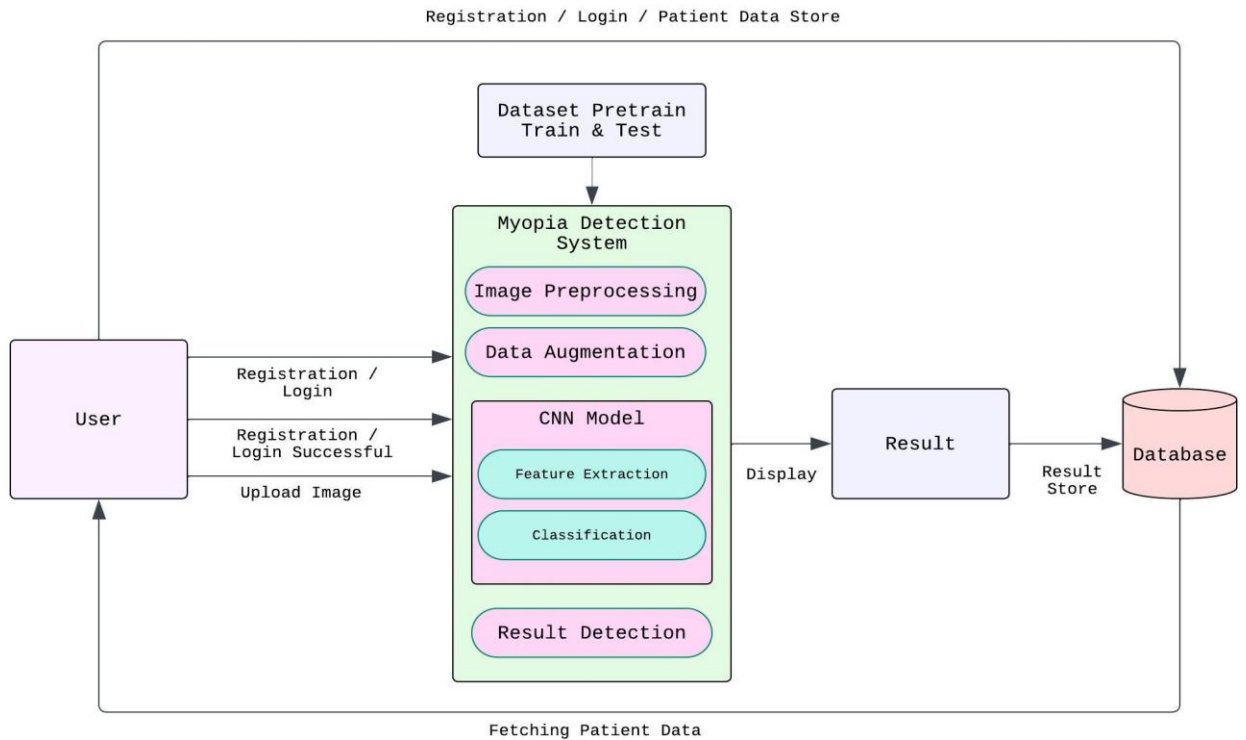 Registration / Login / Patient Data Store
Dataset Pretrain
Train & Test
Myopia Detection
System
Image Preprocessing
Data Augmentation
CNN Model
Feature Extraction
Classification
Result Detection
User
Registration /
Login
Registration /
Login Successful
Upload Image
Display
Result
Result
Store
Database
Fetching Patient Data